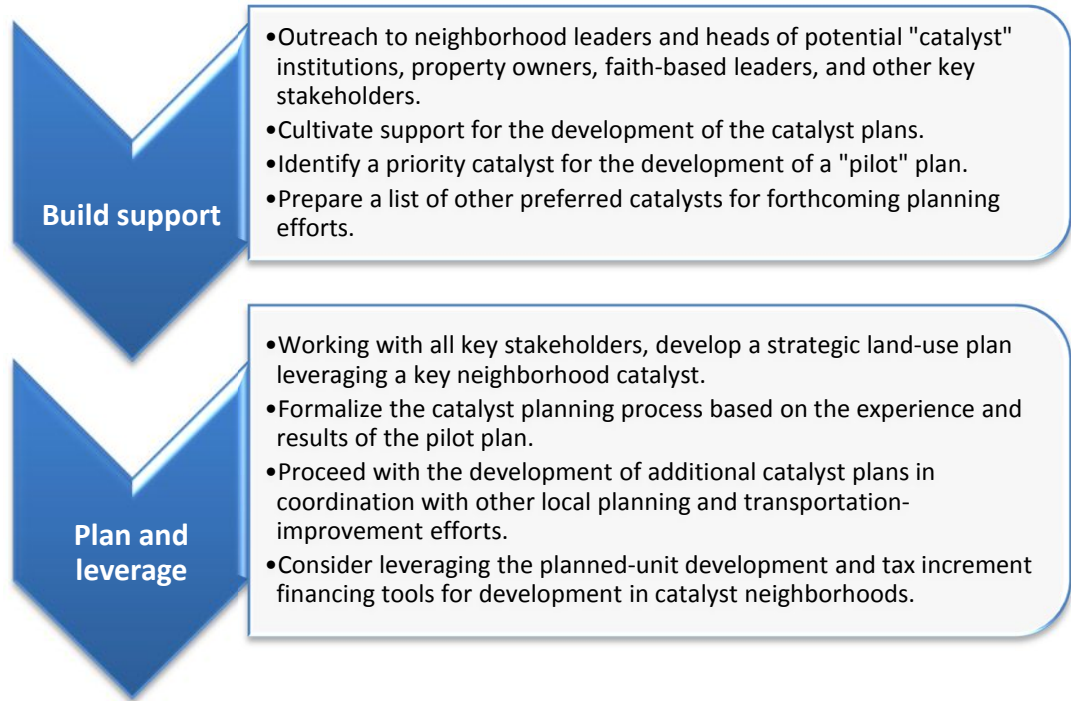 Build support
•Outreach to neighborhood leaders and heads of potential "catalyst"
institutions, property owners, faith-based leaders, and other key
stakeholders.
•Cultivate support for the development of the catalyst plans.
•Identify a priority catalyst for the development of a "pilot" plan.
•Prepare a list of other preferred catalysts for forthcoming planning
efforts.
Plan and
leverage
•Working with all key stakeholders, develop a strategic land-use plan
leveraging a key neighborhood catalyst.
•Formalize the catalyst planning process based on the experience and
results of the pilot plan.
•Proceed with the development of additional catalyst plans in
coordination with other local planning and transportation-
improvement efforts.
•Consider leveraging the planned-unit development and tax increment
financing tools for development in catalyst neighborhoods.